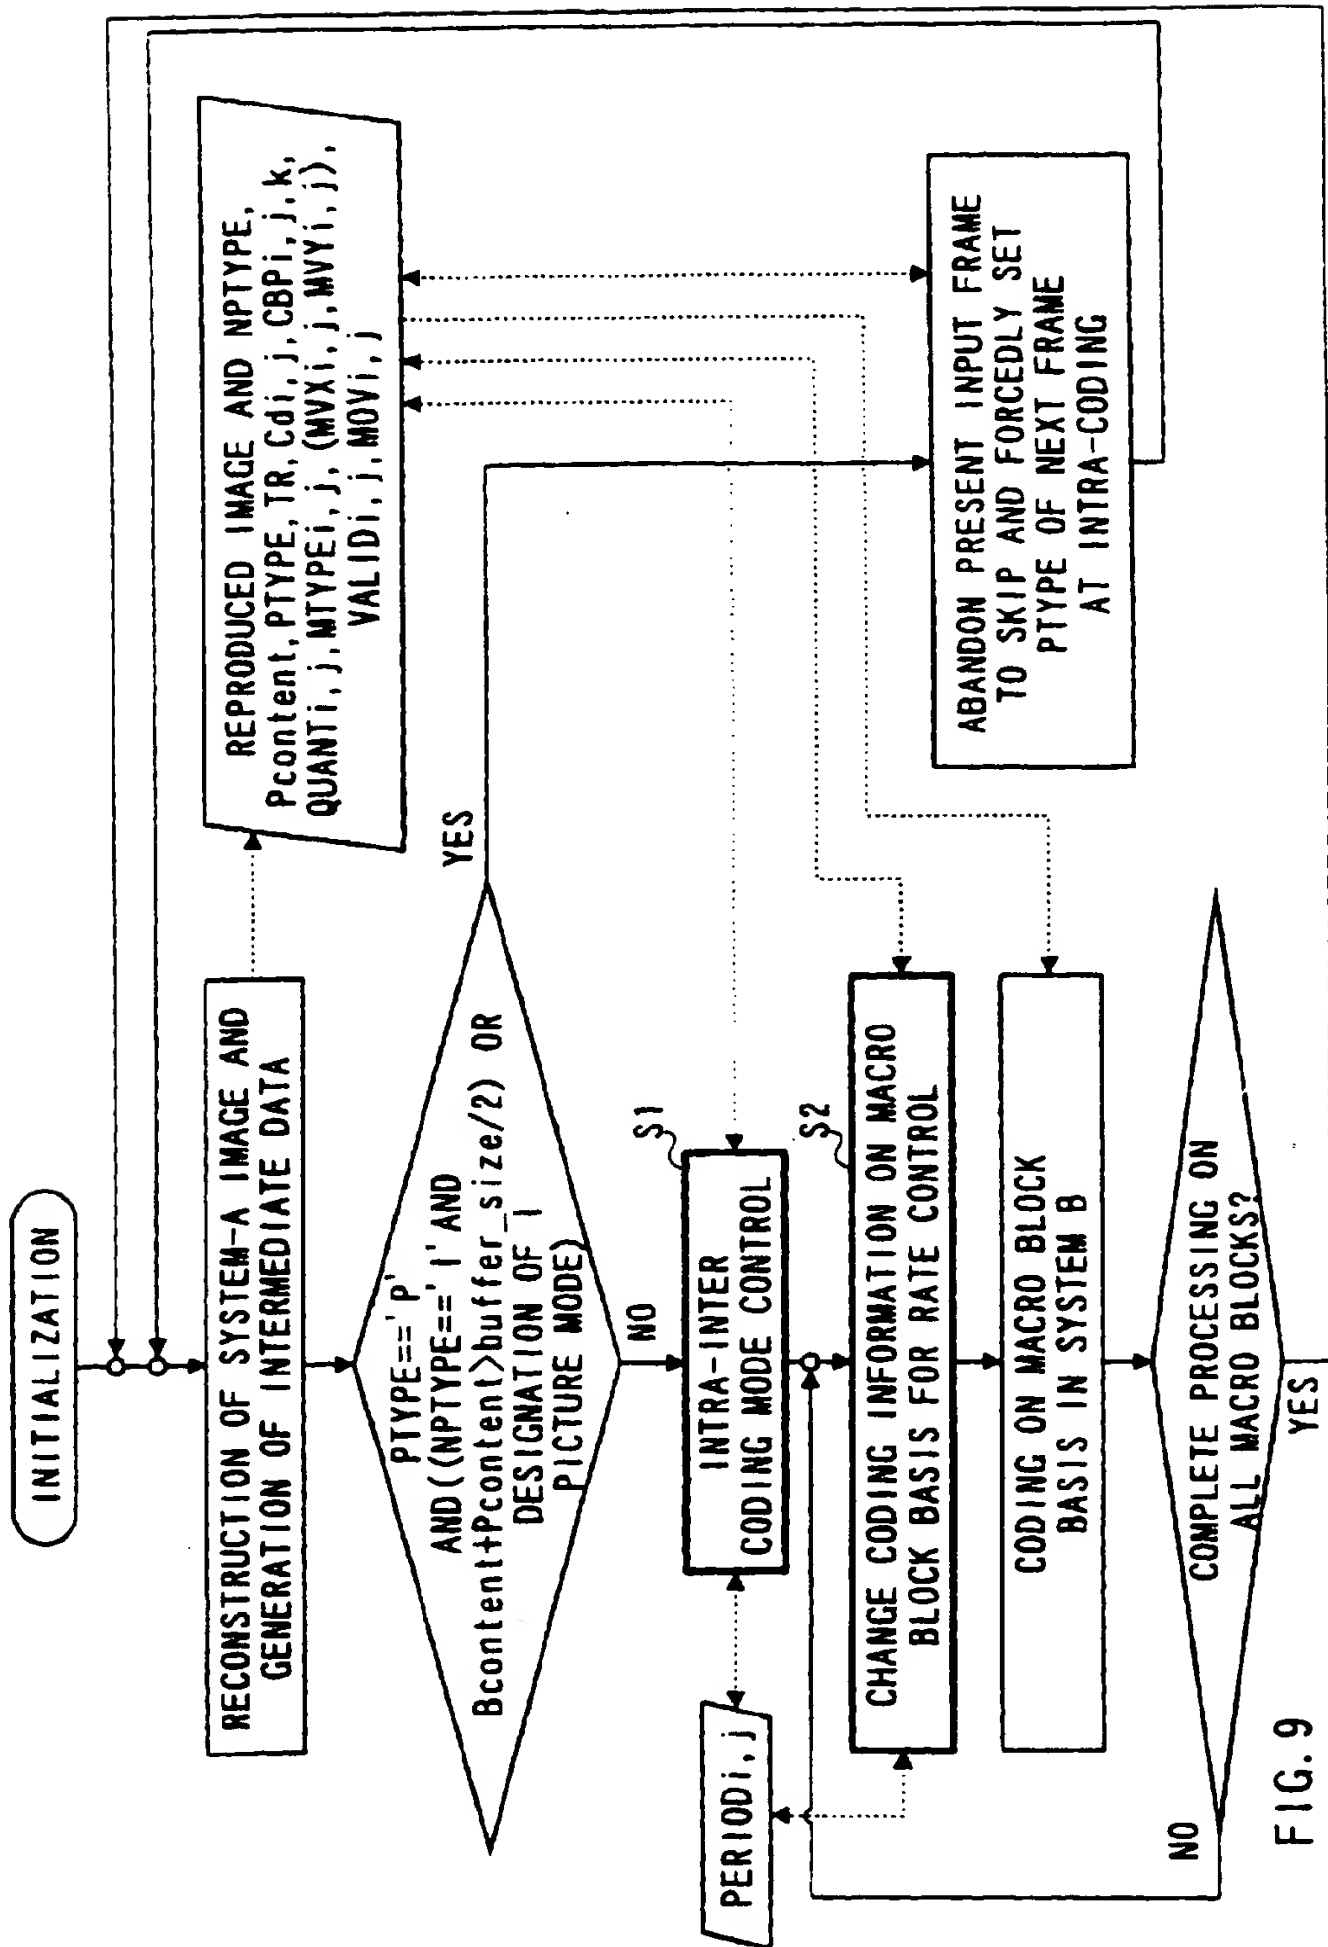 INITIALIZATION
RECONSTRUCTION OF SYSTEM-A IMAGE AND
GENERATION OF INTERMEDIATE DATA
REPRODUCED IMAGE AND NPTYPE,
Pcontent, PTYPE, TR, Cdi, j, CBPi, j, k,
QUANTi, j, MTYPEi, j, (MVXi, j, MVYi, j),
VALIDi, j, MOVi, j
PTYPE=='P'
AND((NPTYPE=='I' AND
Bcontent+Pcontent>buffer_size/2) OR
DESIGNATION OF I
PICTURE MODE)
YES
NO
S1
INTRA-INTER
CODING MODE CONTROL
PERIODi, j
S2
CHANGE CODING INFORMATION ON MACRO
BLOCK BASIS FOR RATE CONTROL
ABANDON PRESENT INPUT FRAME
TO SKIP AND FORCEDLY SET
PTYPE OF NEXT FRAME
AT INTRA-CODING
CODING ON MACRO BLOCK
BASIS IN SYSTEM B
COMPLETE PROCESSING ON
ALL MACRO BLOCKS?
NO
YES
FIG. 9